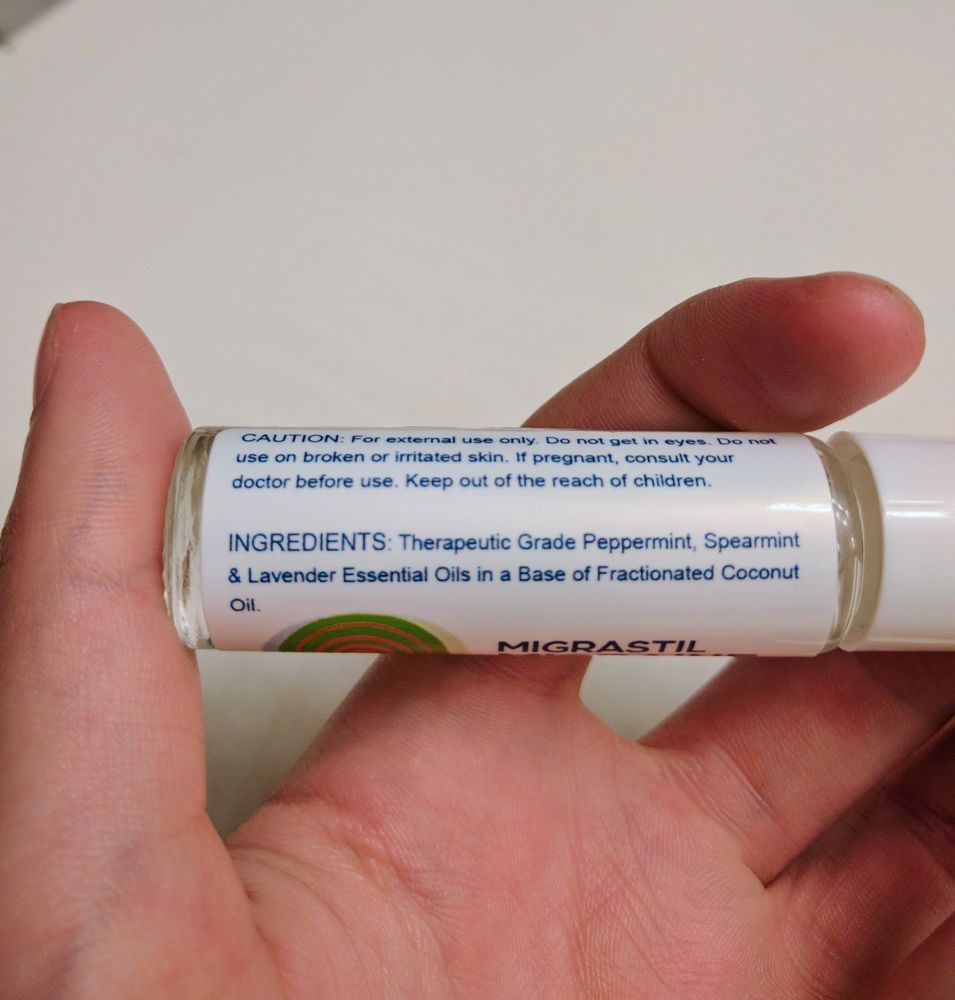 CAUTION: For external use only. Do not get in eyes. Do not
use on broken or irritated skin. If pregnant, consult your
doctor before use. Keep out of the reach of children.
INGREDIENTS: Therapeutic Grade Peppermint, Spearmint
& Lavender Essential Oils in a Base of Fractionated Coconut
Oil.
MIGRASTIL